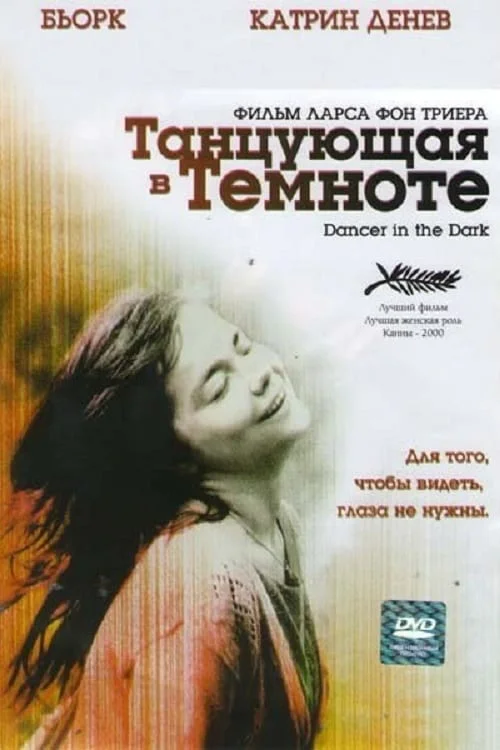 БЬОРК
КАТРИН ДЕНЕВ
ФИЛЬМ ЛАРСА ФОН ТРИЕРА
Танцующая
в Темноте
Dancer in the Dark
Лучший фильм
Лучшая женская роль
Канны - 2000
Для того,
чтобы видеть,
глаза не нужны.
DVD